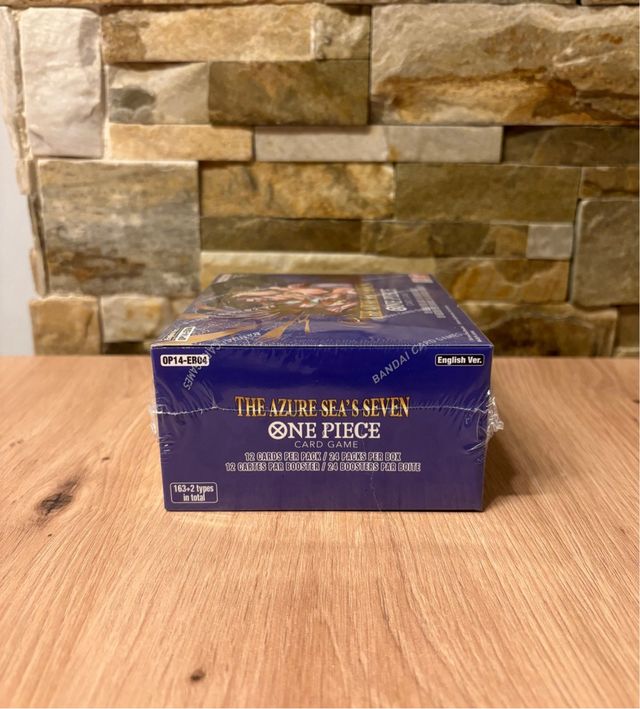 OP14-EB04
English Ver.
BANDAI CARD GAMES
THE AZURE SEA'S SEVEN
ONE PIECE
CARD GAME
12 CARDS PER PACK / 24 PACKS PER BOX
12 CARTES PAR BOOSTER / 24 BOOSTERS PAR BOITE
163+2 types
in total